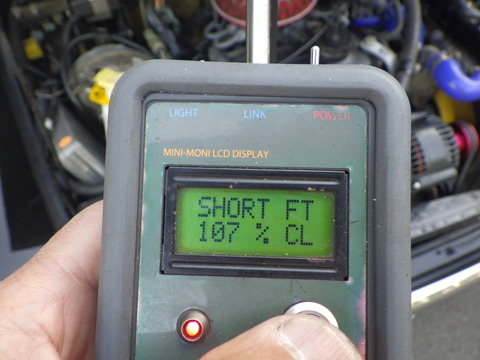 LIGHT LINK POWER
MINI-MONI LCD DISPLAY
SHORT FT
107 % CL